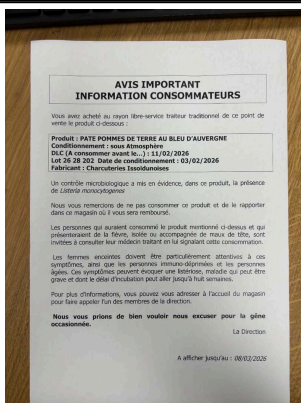 AVIS IMPORTANT
INFORMATION CONSOMMATEURS
Vous avez acheté au rayon libre-service traiteur traditionnel de ce point de
vente le produit ci-dessous :
Produit : PATE POMMES DE TERRE AU BLEU D'AUVERGNE
Conditionnement : sous Atmosphère
DLC (A consommer avant le...) : 11/02/2026
Lot 26 28 202 Date de conditionnement : 03/02/2026
Fabricant : Charcuteries Issoldunoises
Un contrôle microbiologique a mis en évidence, dans ce produit, la présence
de Listeria monocytogenes
Nous vous remercions de ne pas consommer ce produit et de le rapporter
dans ce magasin où il vous sera remboursé.
Les personnes qui auraient consommé le produit mentionné ci-dessus et qui
présenteraient de la fièvre, isolée ou accompagnée de maux de tête, sont
invitées à consulter leur médecin traitant en lui signalant cette consommation.
Les femmes enceintes doivent être particulièrement attentives à ces
symptômes, ainsi que les personnes immuno-déprimées et les personnes
âgées. Ces symptômes peuvent évoquer une listériose, maladie qui peut être
grave et dont le délai d'incubation peut aller jusqu'à huit semaines.
Pour plus d'informations, vous pouvez vous adresser à l'accueil du magasin
pour faire appeler l'un des membres de la direction.
Nous vous prions de bien vouloir nous excuser pour la gêne
occasionnée.
La Direction
A afficher jusqu'au : 08/03/2026